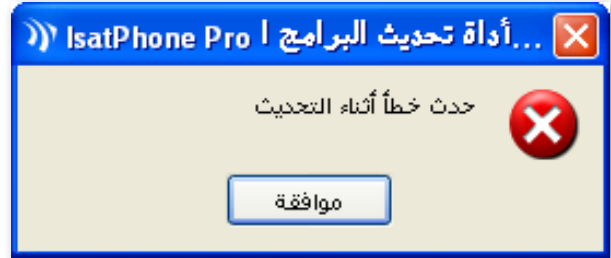 أداة تحديث البرامج ا IsatPhone Pro...
حدث خطأ أثناء التحديث
موافقة